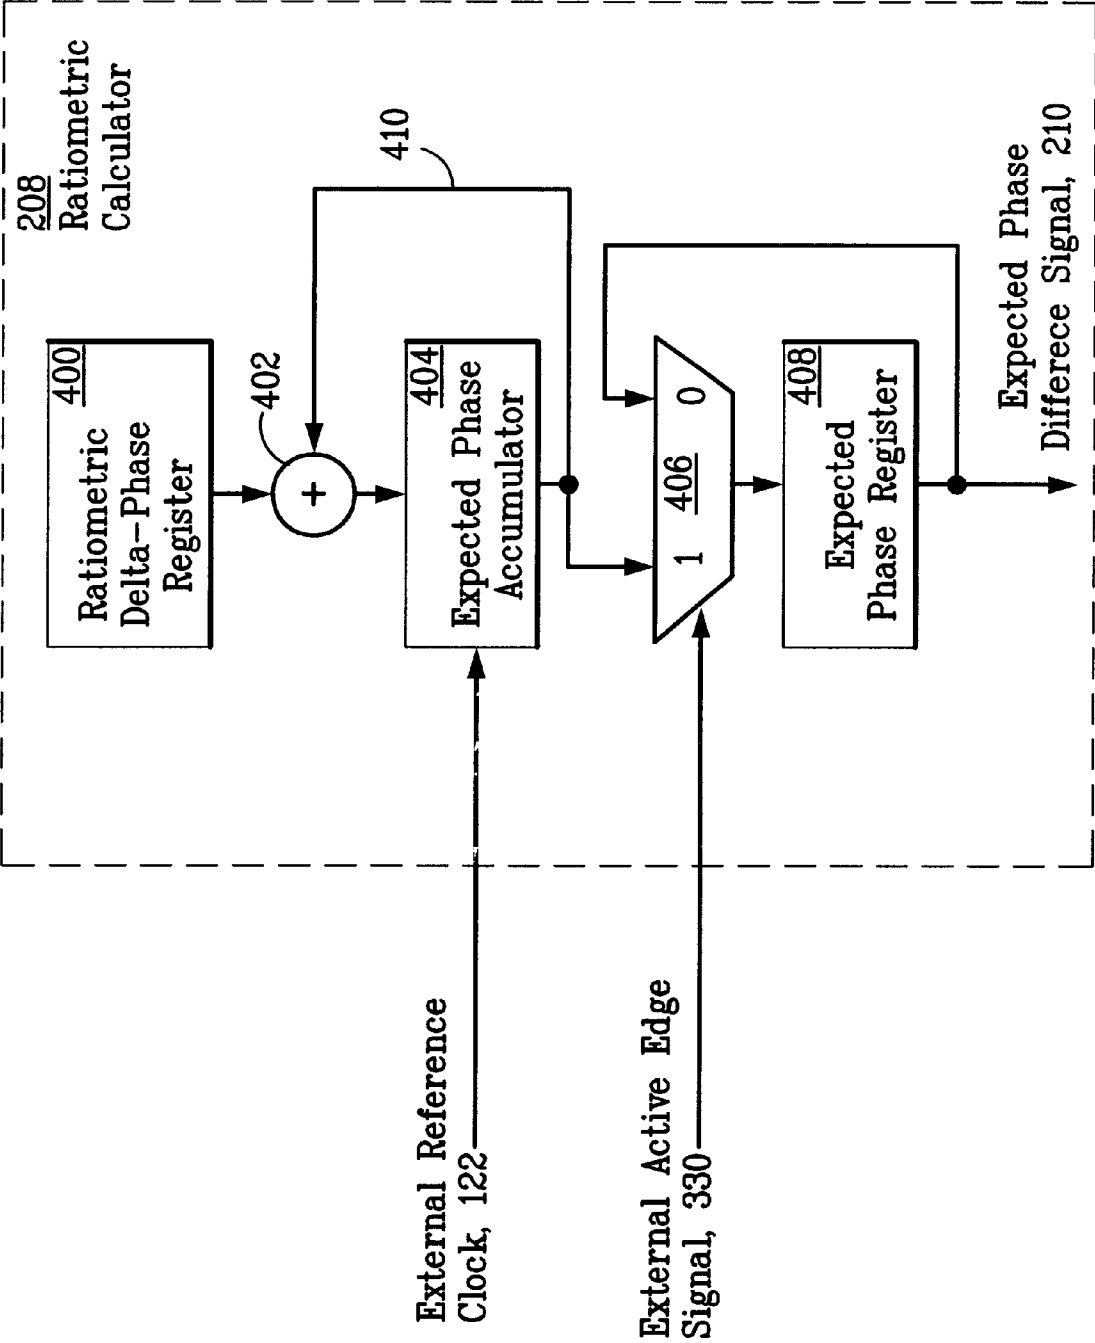 208
Ratiometric
Calculator
400
Ratiometric
Delta-Phase
Register
402
+
410
404
Expected Phase
Accumulator
External Reference
Clock, 122
1
406
0
External Active Edge
Signal, 330
408
Expected
Phase Register
Expected Phase
Differece Signal, 210